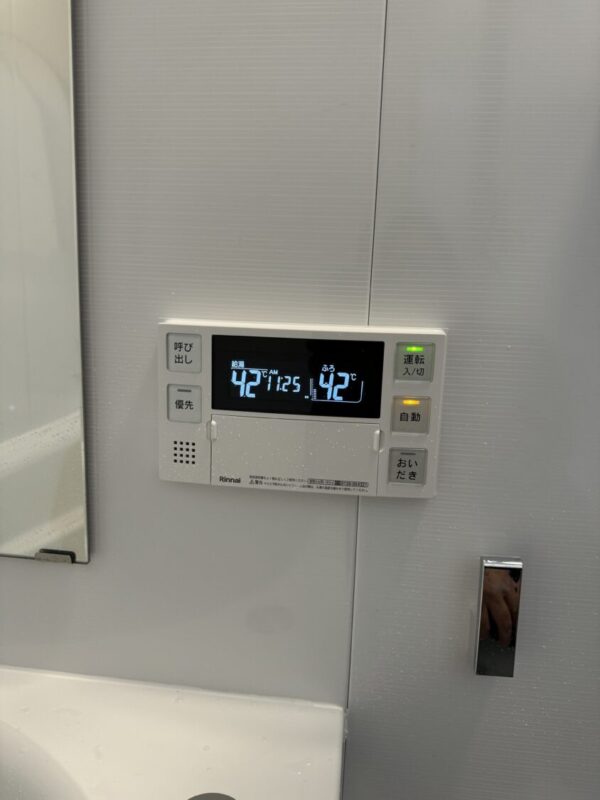 呼び
出し
優先
給湯
42℃
AM
11:25
ふろ
42℃
運転
入/切
自動
おい
だき
Rinnai